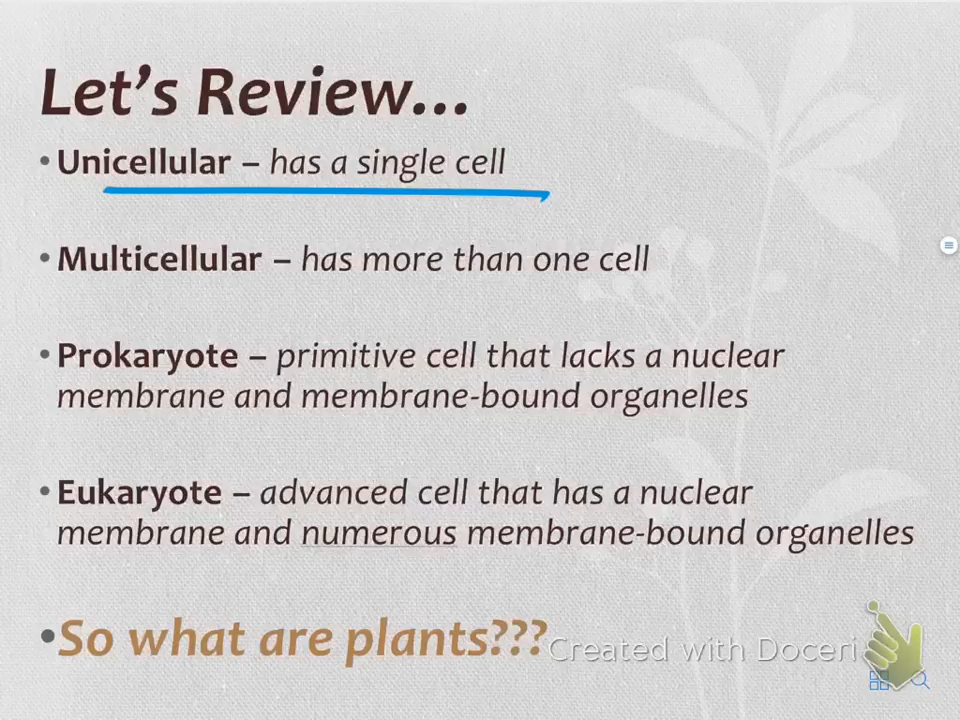 Let's Review...
• Unicellular – has a single cell
• Multicellular – has more than one cell
• Prokaryote – primitive cell that lacks a nuclear
membrane and membrane-bound organelles
• Eukaryote – advanced cell that has a nuclear
membrane and numerous membrane-bound organelles
• So what are plants???
Created with Doceri